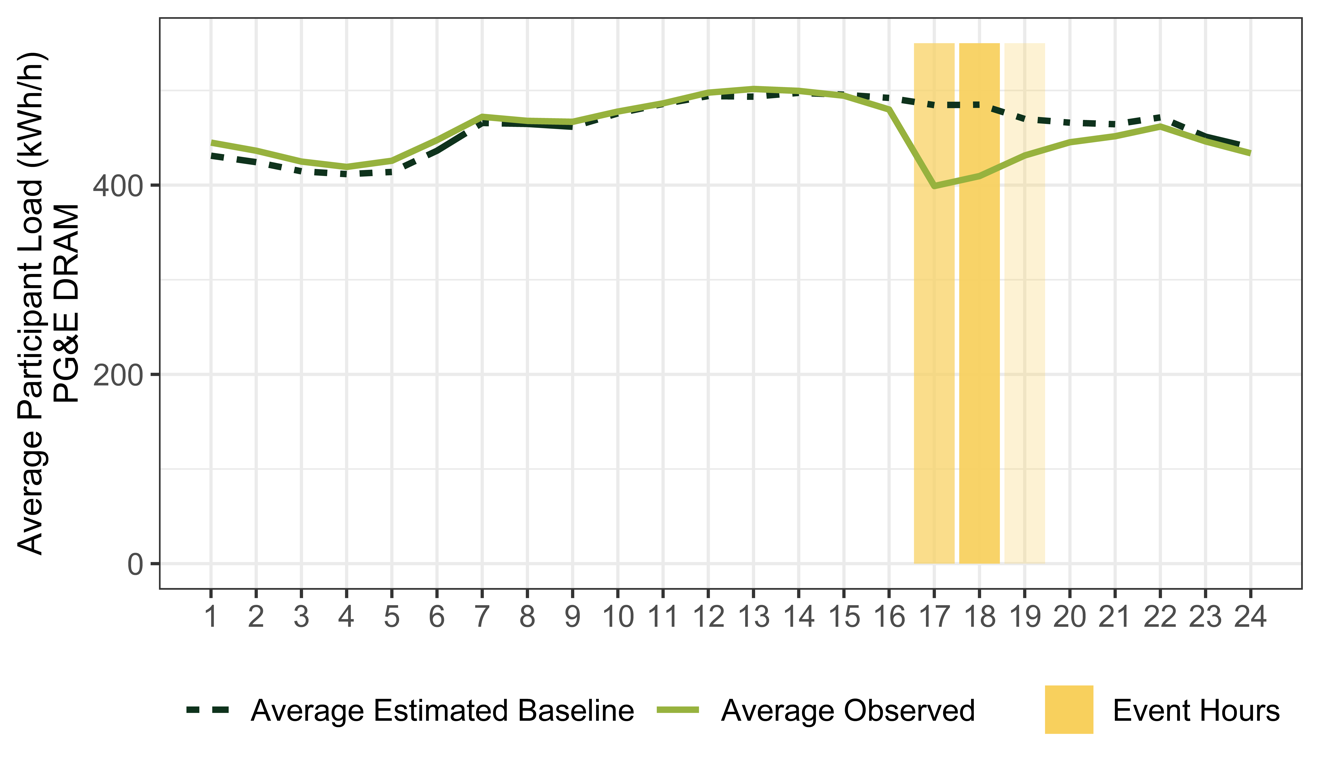 Average Participant Load (kWh/h)
PG&E DRAM
400
200
0
1 2 3 4 5 6 7 8 9 10 11 12 13 14 15 16 17 18 19 20 21 22 23 24
Average Estimated Baseline Average Observed Event Hours